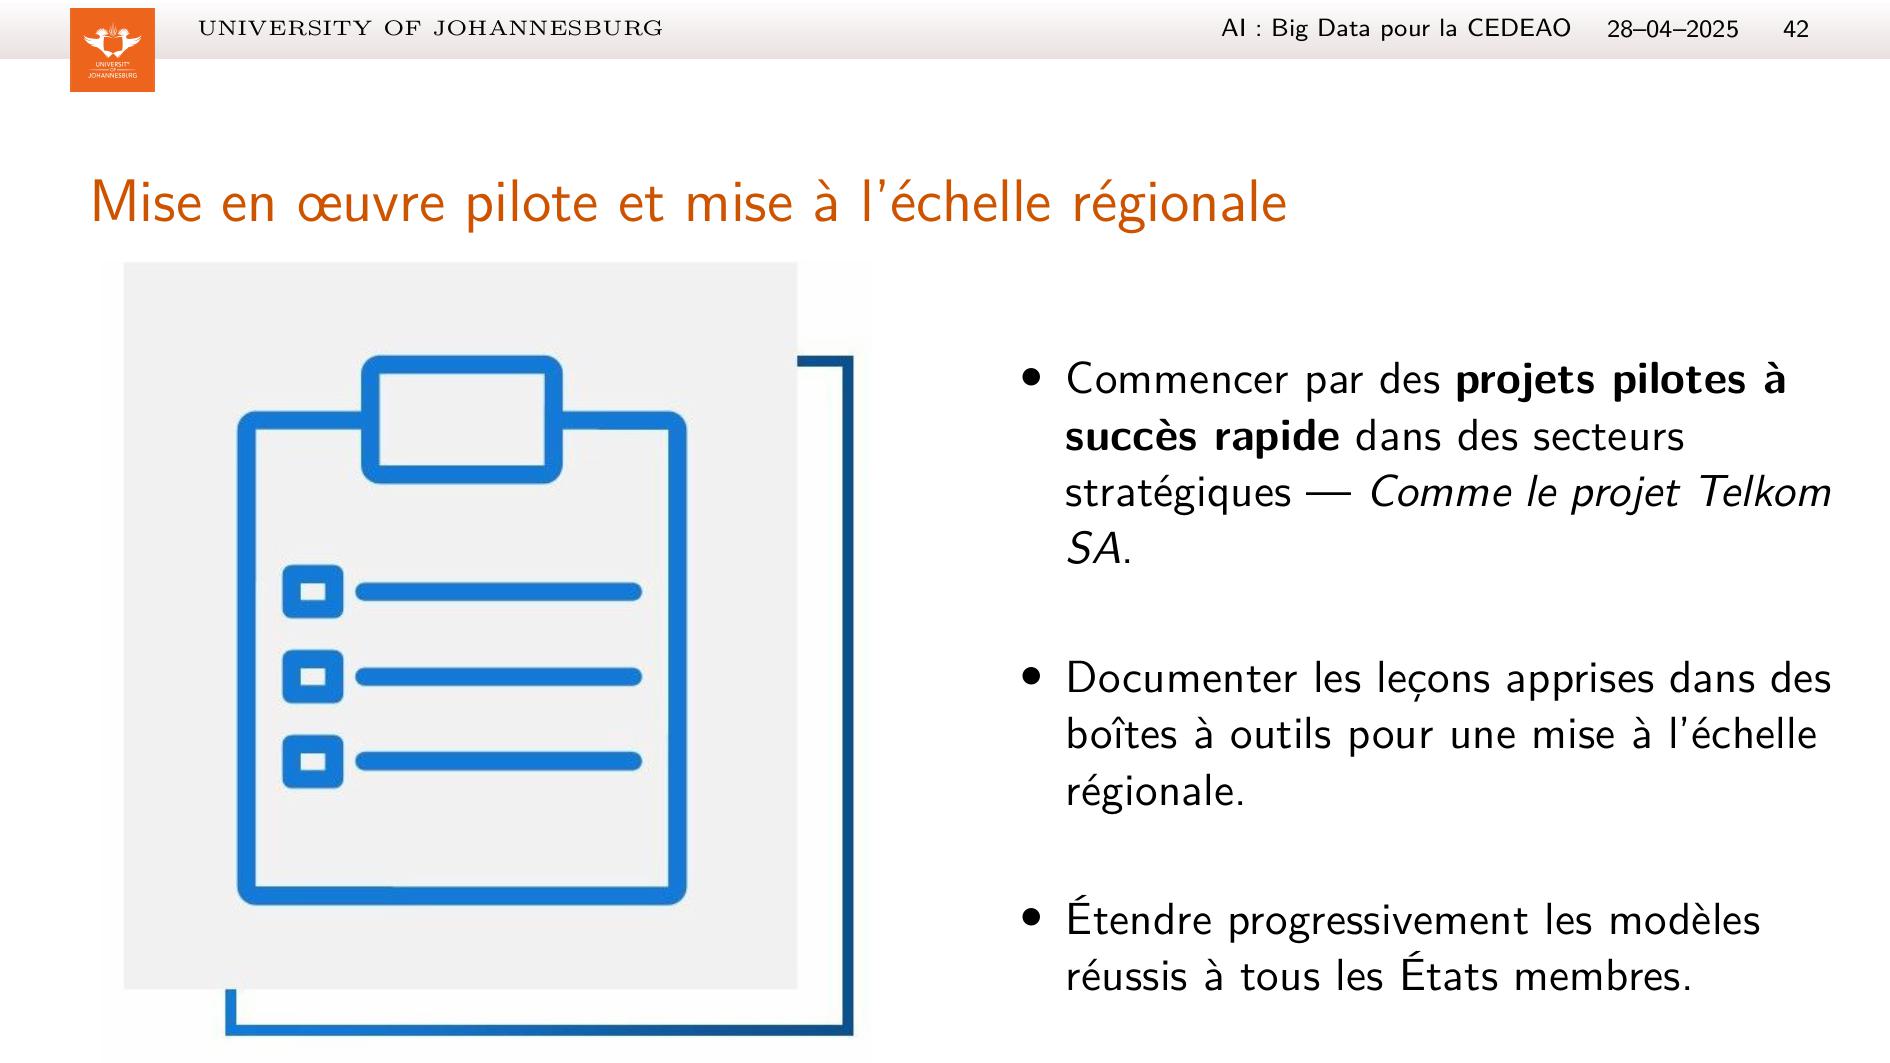 UNIVERSITY OF JOHANNESBURG
AI : Big Data pour la CEDEAO 28–04–2025 42
UNIVERSITY
OF
JOHANNESBURG
Mise en œuvre pilote et mise à l'échelle régionale
• Commencer par des projets pilotes à
succès rapide dans des secteurs
stratégiques — Comme le projet Telkom
SA.
• Documenter les leçons apprises dans des
boîtes à outils pour une mise à l'échelle
régionale.
• Étendre progressivement les modèles
réussis à tous les États membres.